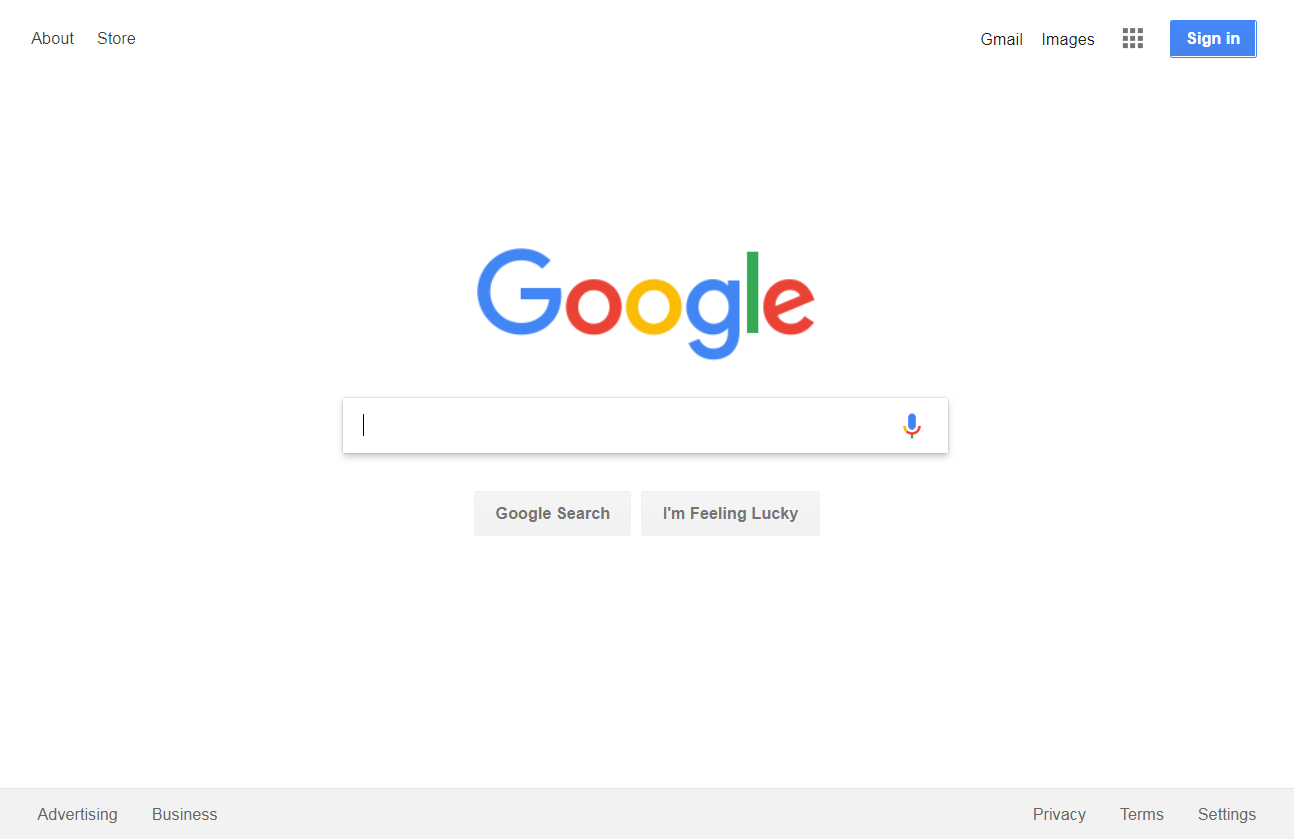 About Store Gmail Images Sign in
Google
Google Search I'm Feeling Lucky
Advertising Business Privacy Terms Settings